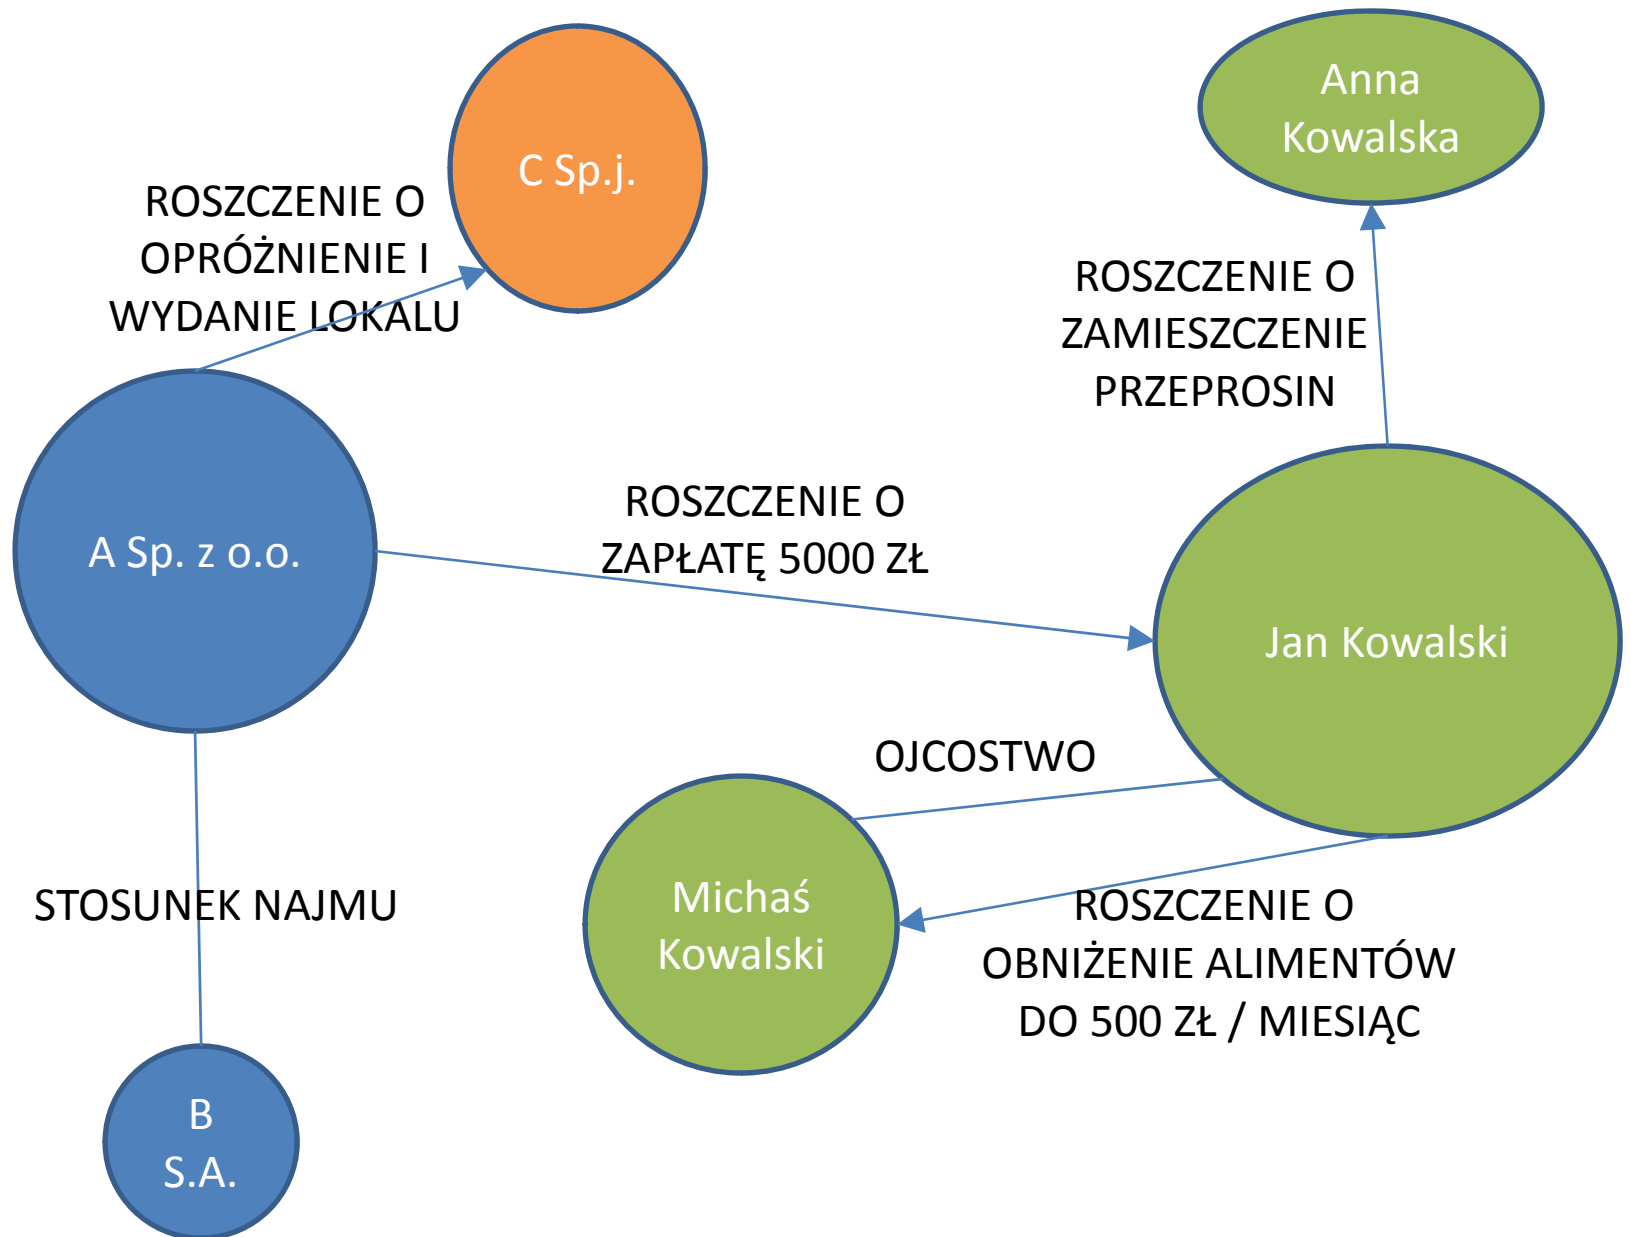 Anna
Kowalska
C Sp.j.
ROSZCZENIE O
OPRÓŻNIENIE I
WYDANIE LOKALU
ROSZCZENIE O
ZAMIESZCZENIE
PRZEPROSIN
A Sp. z o.o.
ROSZCZENIE O
ZAPŁATĘ 5000 ZŁ
Jan Kowalski
OJCOSTWO
STOSUNEK NAJMU
Michaś
Kowalski
ROSZCZENIE O
OBNIŻENIE ALIMENTÓW
DO 500 ZŁ / MIESIĄC
B
S.A.